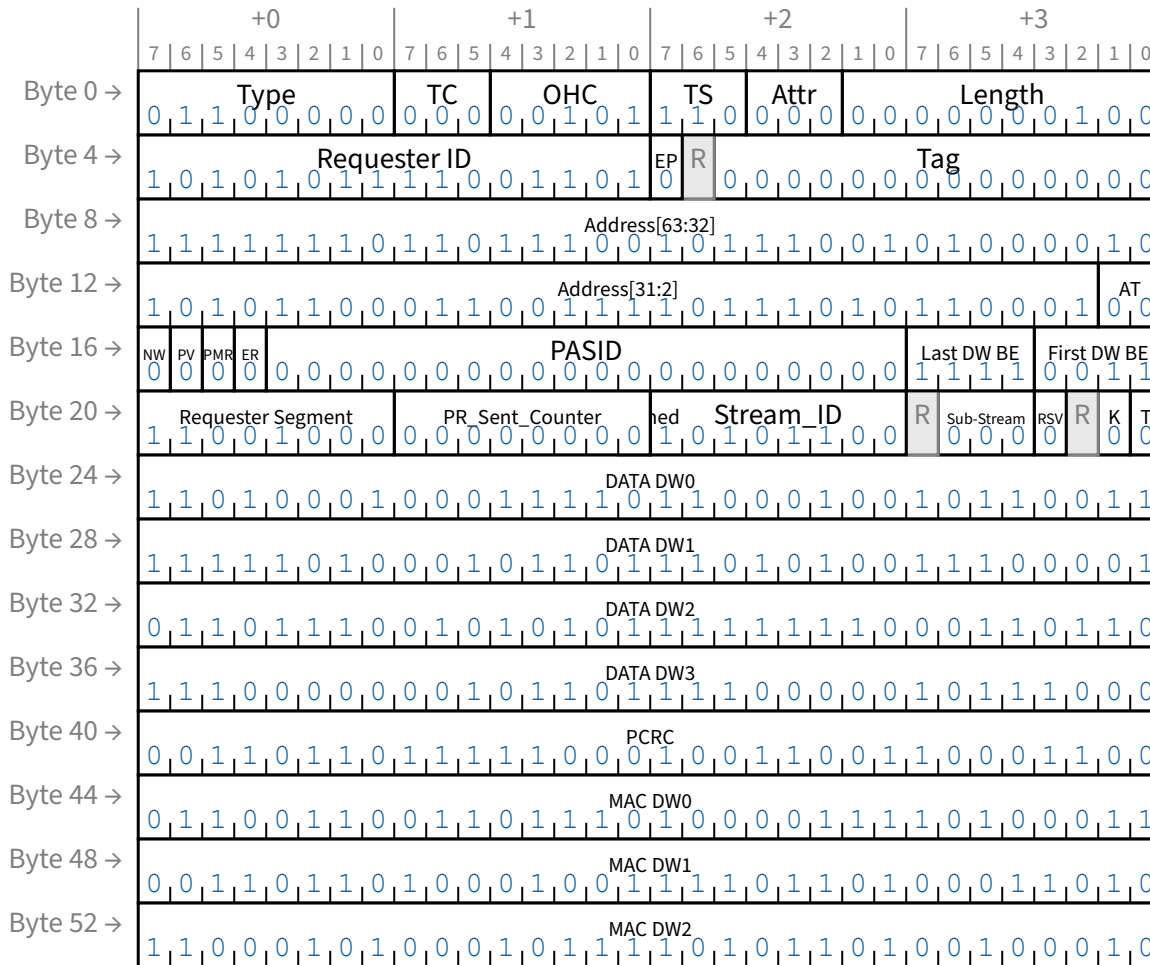 +0 +1 +2 +3
7 6 5 4 3 2 1 0 7 6 5 4 3 2 1 0 7 6 5 4 3 2 1 0 7 6 5 4 3 2 1 0
Byte 0 → Type TC OHC TS Attr Length
0 1 1 0 0 0 0 0 0 0 0 0 0 1 0 1 1 1 0 0 0 0 0 0 0 0 0 0 0 1 0 0
Byte 4 → Requester ID EP R Tag
1 0 1 0 1 0 1 1 1 1 0 0 1 1 0 1 0 0 0 0 0 0 0 0 0 0 0 0 0 0 0
Byte 8 → Address[63:32]
1 1 1 1 1 1 1 0 1 1 0 1 1 1 0 0 1 0 1 1 1 0 0 1 0 1 0 0 0 0 1 0
Byte 12 → Address[31:2] AT
1 0 1 0 1 1 0 0 0 1 1 0 0 1 1 1 1 0 1 1 1 0 1 1 0 1 0 0 0 1 0 0
Byte 16 → NW PV PMR ER PASID Last DW BE First DW BE
0 0 0 0 0 0 0 0 0 0 0 0 0 0 0 0 0 0 0 0 0 0 0 0 1 1 1 1 0 0 1 1
Byte 20 → Requester Segment PR_Sent_Counter ned Stream_ID R Sub-Stream RSV R K T
1 1 0 0 1 0 0 0 0 0 0 0 0 0 0 0 1 0 1 0 1 1 0 0 0 0 0 0 0 0
Byte 24 → DATA DW0
1 1 0 1 0 0 0 1 0 0 0 1 1 1 1 0 1 1 0 0 0 1 0 0 1 0 1 1 0 0 1 1
Byte 28 → DATA DW1
1 1 1 1 1 0 1 0 0 0 1 0 1 1 0 1 1 1 0 1 0 1 0 0 1 1 1 1 0 0 0 1
Byte 32 → DATA DW2
0 1 1 0 1 1 1 0 0 1 0 1 0 1 0 1 1 1 1 1 1 1 1 0 0 0 1 1 0 1 1 0
Byte 36 → DATA DW3
1 1 1 0 0 0 0 0 0 0 1 0 1 1 0 1 1 1 1 0 0 0 0 0 1 0 1 1 1 0 0 0
Byte 40 → PCRC
0 0 1 1 0 1 1 0 1 1 1 1 1 0 0 0 1 0 0 1 1 0 0 1 1 0 0 0 1 1 0 0
Byte 44 → MAC DW0
0 1 1 0 0 1 1 0 0 1 1 0 1 1 1 0 1 0 0 0 0 1 1 1 1 0 1 0 0 0 1 1
Byte 48 → MAC DW1
0 0 1 1 0 1 1 0 1 0 0 0 1 0 0 1 1 1 1 0 1 1 0 1 0 0 0 1 1 0 1 0
Byte 52 → MAC DW2
1 1 0 0 0 1 0 1 0 0 0 1 0 1 1 1 1 0 1 0 1 1 0 1 0 0 1 0 0 0 1 0